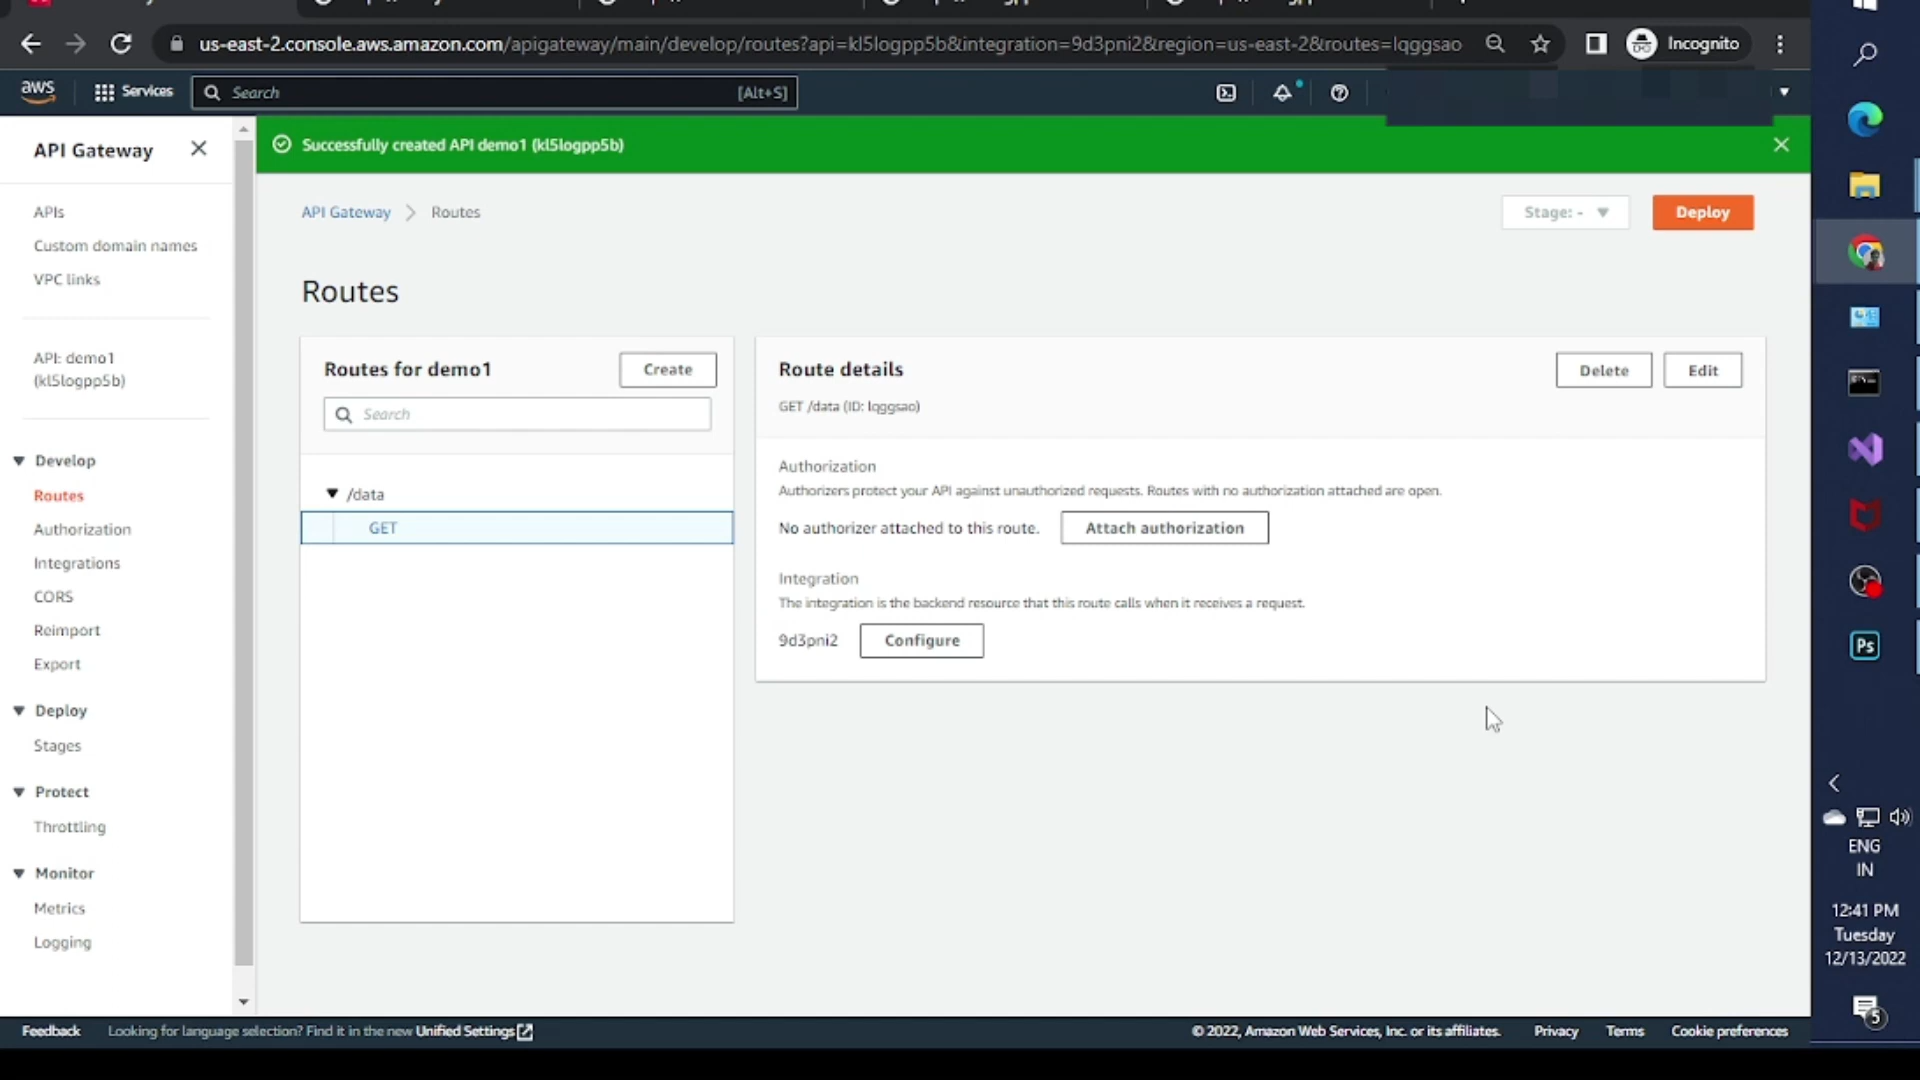 us-east-2.console.aws.amazon.com/apigateway/main/develop/routes?api=kl5logpp5b&integration=9d3pni2&region=us-east-2&routes=lqggsao
Incognito
aws
Services
Search
[Alt+S]
API Gateway
Successfully created API demo1 (kl5logpp5b)
APIs
Custom domain names
VPC links
API: demo1
(kl5logpp5b)
Develop
Routes
Authorization
Integrations
CORS
Reimport
Export
Deploy
Stages
Protect
Throttling
Monitor
Metrics
Logging
API Gateway
Routes
Stage: -
Deploy
Routes
Routes for demo1
Create
Search
/data
GET
Route details
Delete
Edit
GET /data (ID: lqggsao)
Authorization
Authorizers protect your API against unauthorized requests. Routes with no authorization attached are open.
No authorizer attached to this route.
Attach authorization
Integration
The integration is the backend resource that this route calls when it receives a request.
9d3pni2
Configure
Feedback
Looking for language selection? Find it in the new Unified Settings
© 2022, Amazon Web Services, Inc. or its affiliates.
Privacy
Terms
Cookie preferences
Ps
ENG
IN
12:41 PM
Tuesday
12/13/2022
5